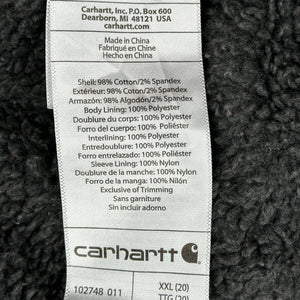 Carhartt, Inc. P.O. Box 600
Dearborn, MI 48121 USA
carhartt.com
Made in China
Fabriqué en Chine
Hecho en China
Shell: 98% Cotton/2% Spandex
Extérieur: 98% Coton/2% Spandex
Armazón: 98% Algodón/2% Spandex
Body Lining: 100% Polyester
Doublure du corps: 100% Polyester
Forro del cuerpo: 100% Poliéster
Interlining: 100% Polyester
Entredoublure: 100% Polyester
Entretela: 100% Poliéster
Sleeve Lining: 100% Nylon
Doublure de la manche: 100% Nylon
Forro de la manga: 100% Nilón
Exclusive of Trimming
Sans garniture
Sin incluir adorno
carhartt
102748 011
XXL (20)
TTG (20)